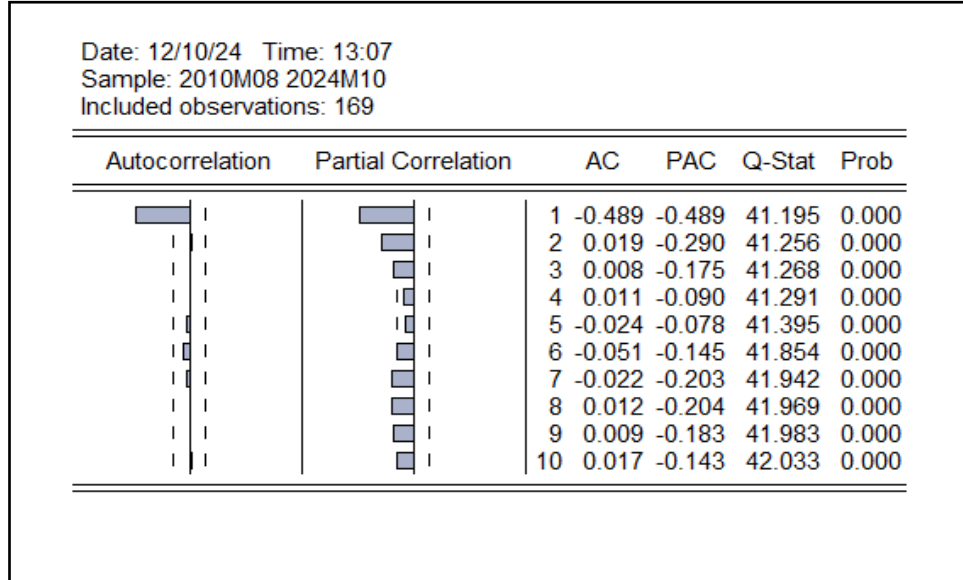 Date: 12/10/24 Time: 13:07
Sample: 2010M08 2024M10
Included observations: 169
Autocorrelation Partial Correlation AC PAC Q-Stat Prob
1 -0.489 -0.489 41.195 0.000
2 0.019 -0.290 41.256 0.000
3 0.008 -0.175 41.268 0.000
4 0.011 -0.090 41.291 0.000
5 -0.024 -0.078 41.395 0.000
6 -0.051 -0.145 41.854 0.000
7 -0.022 -0.203 41.942 0.000
8 0.012 -0.204 41.969 0.000
9 0.009 -0.183 41.983 0.000
10 0.017 -0.143 42.033 0.000